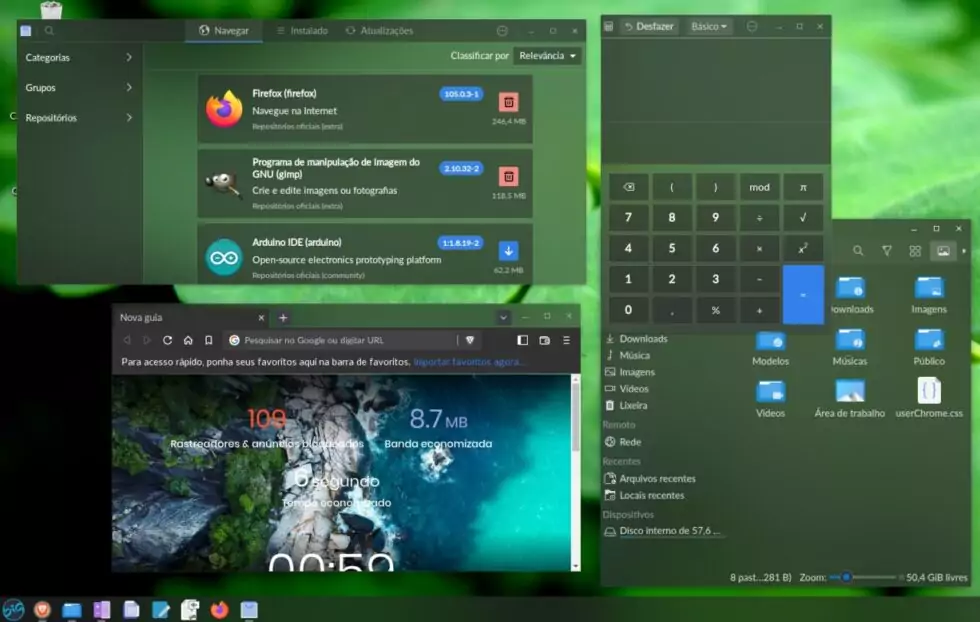 Navegar
Instalado
Atualizações
Categorias
Grupos
Repositórios
Classificar por
Relevância
Firefox (firefox)
105.0.3-1
Navegue na Internet
Repositórios oficiais (extra)
246,4 MB
Programa de manipulação de imagem do
GNU (gimp)
2.10.32-2
Crie e edite imagens ou fotografias
Repositórios oficiais (extra)
118,5 MB
Arduino IDE (arduino)
1:1.8.19-2
Open-source electronics prototyping platform
Repositórios oficiais (community)
62,2 MB
Desfazer
Básico
( ) mod π
7 8 9 ÷ √
4 5 6 × x²
1 2 3 − =
0 , % +
Nova guia
Pesquisar no Google ou digitar URL
Para acesso rápido, ponha seus favoritos aqui na barra de favoritos. Importar favoritos agora...
109
Rastreadores & anúncios bloqueados
8.7 MB
Banda economizada
6 segundo
Tempo economizado
00:59
Downloads
Música
Imagens
Vídeos
Lixeira
Remoto
Rede
Recentes
Arquivos recentes
Locais recentes
Dispositivos
Disco interno de 57,6 ...
Downloads
Imagens
Modelos
Músicas
Público
Vídeos
Área de trabalho
userChrome.css
8 past...281 B)
Zoom:
50,4 GiB livres